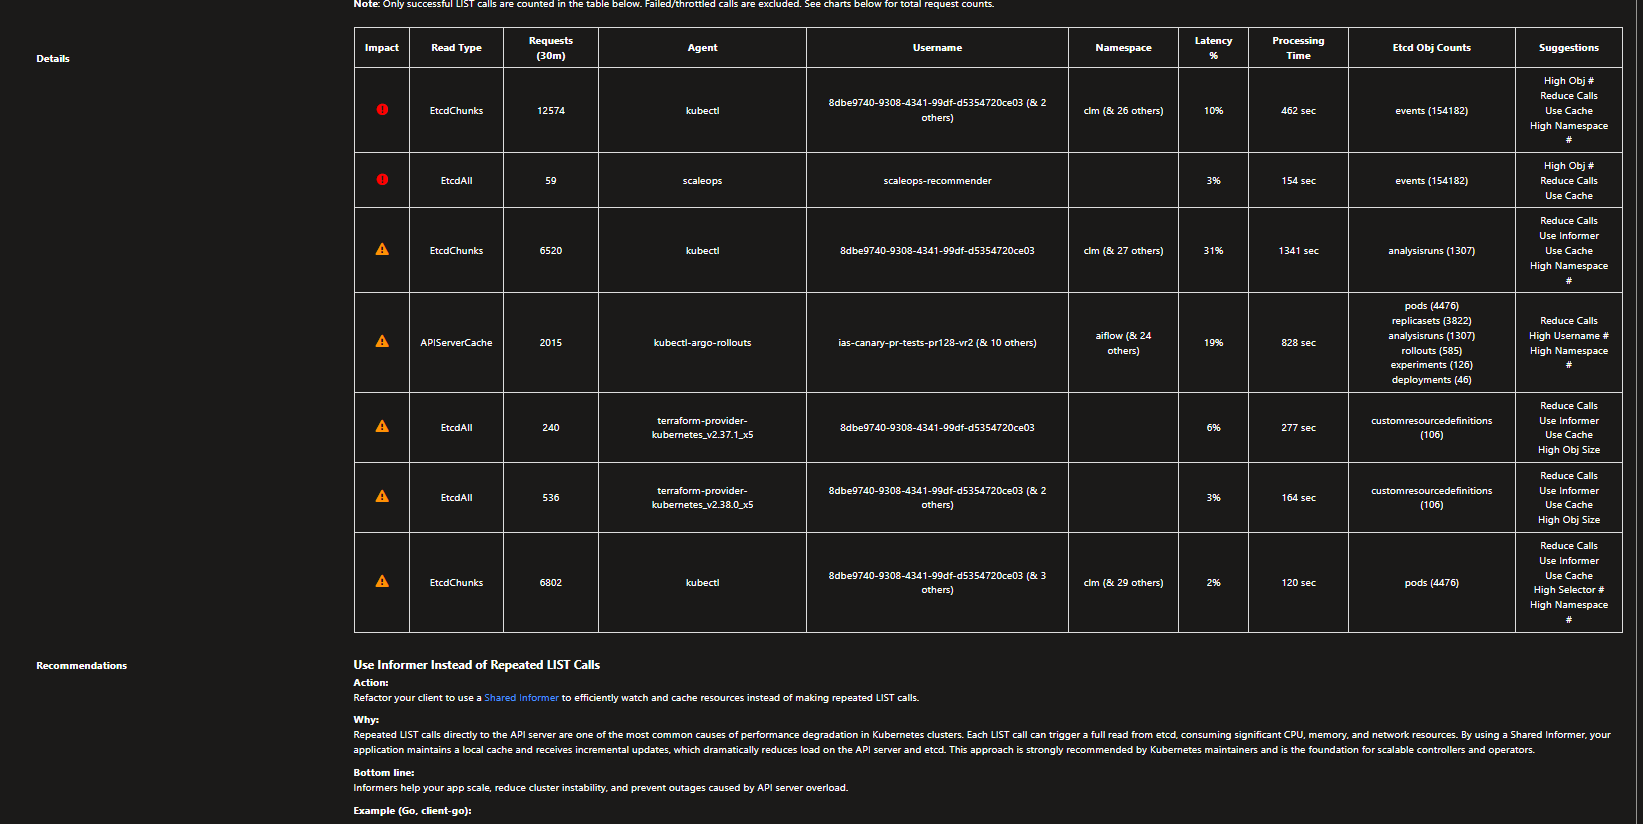 Note: Only successful LIST calls are counted in the table below. Failed/throttled calls are excluded. See charts below for total request counts.
Details
Impact
Read Type
Requests
(30m)
Agent
Username
Namespace
Latency
%
Processing
Time
Etcd Obj Counts
Suggestions
EtcdChunks
12574
kubectl
8dbe9740-9308-4341-99df-d5354720ce03 (& 2
others)
clm (& 26 others)
10%
462 sec
events (154182)
High Obj #
Reduce Calls
Use Cache
High Namespace
#
EtcdAll
59
scaleops
scaleops-recommender
3%
154 sec
events (154182)
High Obj #
Reduce Calls
Use Cache
EtcdChunks
6520
kubectl
8dbe9740-9308-4341-99df-d5354720ce03
clm (& 27 others)
31%
1341 sec
analysisruns (1307)
Reduce Calls
Use Informer
Use Cache
High Namespace
#
APIServerCache
2015
kubectl-argo-rollouts
ias-canary-pr-tests-pr128-vr2 (& 10 others)
aiflow (& 24
others)
19%
828 sec
pods (4476)
replicasets (3822)
analysisruns (1307)
rollouts (585)
experiments (126)
deployments (46)
Reduce Calls
High Username #
High Namespace
#
EtcdAll
240
terraform-provider-
kubernetes_v2.37.1_x5
8dbe9740-9308-4341-99df-d5354720ce03
6%
277 sec
customresourcedefinitions
(106)
Reduce Calls
Use Informer
Use Cache
High Obj Size
EtcdAll
536
terraform-provider-
kubernetes_v2.38.0_x5
8dbe9740-9308-4341-99df-d5354720ce03 (& 2
others)
3%
164 sec
customresourcedefinitions
(106)
Reduce Calls
Use Informer
Use Cache
High Obj Size
EtcdChunks
6802
kubectl
8dbe9740-9308-4341-99df-d5354720ce03 (& 3
others)
clm (& 29 others)
2%
120 sec
pods (4476)
Reduce Calls
Use Informer
Use Cache
High Selector #
High Namespace
#
Recommendations
Use Informer Instead of Repeated LIST Calls
Action:
Refactor your client to use a Shared Informer to efficiently watch and cache resources instead of making repeated LIST calls.
Why:
Repeated LIST calls directly to the API server are one of the most common causes of performance degradation in Kubernetes clusters. Each LIST call can trigger a full read from etcd, consuming significant CPU, memory, and network resources. By using a Shared Informer, your
application maintains a local cache and receives incremental updates, which dramatically reduces load on the API server and etcd. This approach is strongly recommended by Kubernetes maintainers and is the foundation for scalable controllers and operators.
Bottom line:
Informers help your app scale, reduce cluster instability, and prevent outages caused by API server overload.
Example (Go, client-go):